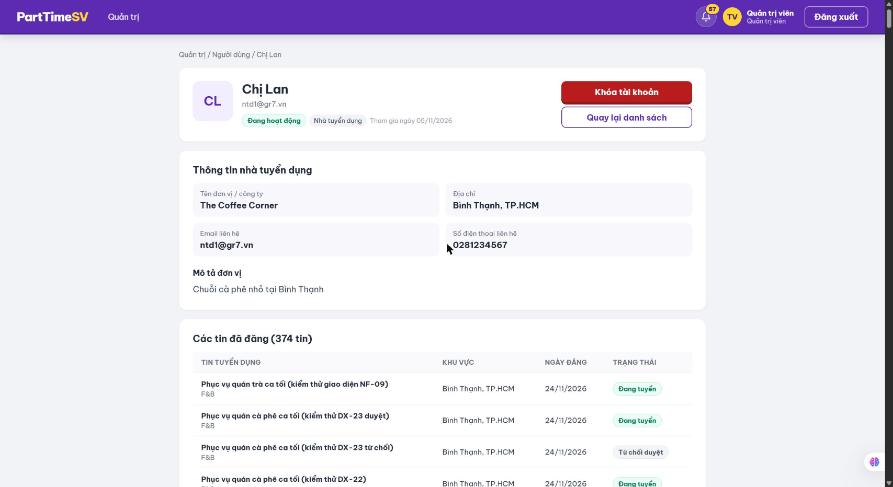 PartTimeSV
Quản trị
57
TV
Quản trị viên
Quản trị viên
Đăng xuất
Quản trị / Người dùng / Chị Lan
CL
Chị Lan
ntd1@gr7.vn
Đang hoạt động
Nhà tuyển dụng
Tham gia ngày 05/11/2026
Khóa tài khoản
Quay lại danh sách
Thông tin nhà tuyển dụng
Tên đơn vị / công ty
The Coffee Corner
Địa chỉ
Bình Thạnh, TP.HCM
Email liên hệ
ntd1@gr7.vn
Số điện thoại liên hệ
0281234567
Mô tả đơn vị
Chuỗi cà phê nhỏ tại Bình Thạnh
Các tin đã đăng (374 tin)
TIN TUYỂN DỤNG KHU VỰC NGÀY ĐĂNG TRẠNG THÁI
Phục vụ quán trà ca tối (kiểm thử giao diện NF-09)
F&B
Bình Thạnh, TP.HCM 24/11/2026 Đang tuyển
Phục vụ quán cà phê ca tối (kiểm thử DX-23 duyệt)
F&B
Bình Thạnh, TP.HCM 24/11/2026 Đang tuyển
Phục vụ quán cà phê ca tối (kiểm thử DX-23 từ chối)
F&B
Bình Thạnh, TP.HCM 24/11/2026 Từ chối duyệt
Phục vụ quán cà phê ca tối (kiểm thử DX-22)
Bình Thạnh, TP.HCM 24/11/2026 Đang tuyển